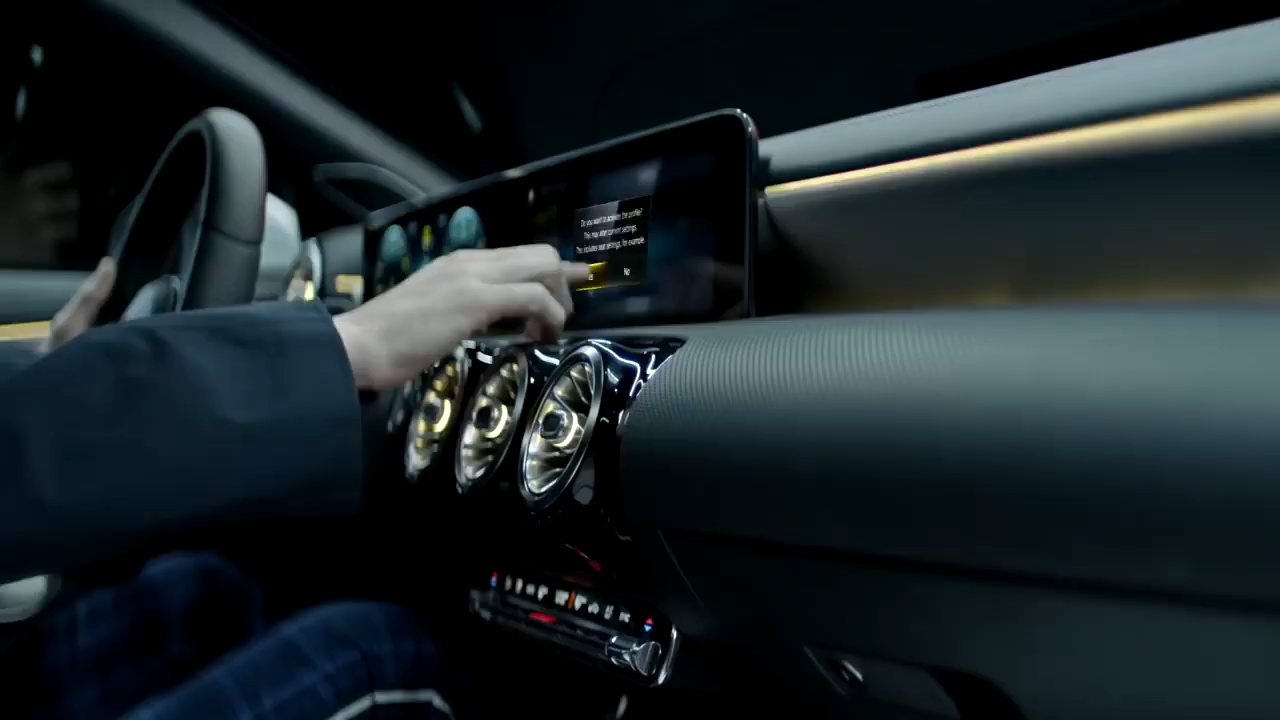 Do you want to activate the profile?
This may alter current settings.
This includes seat settings, for example.
No